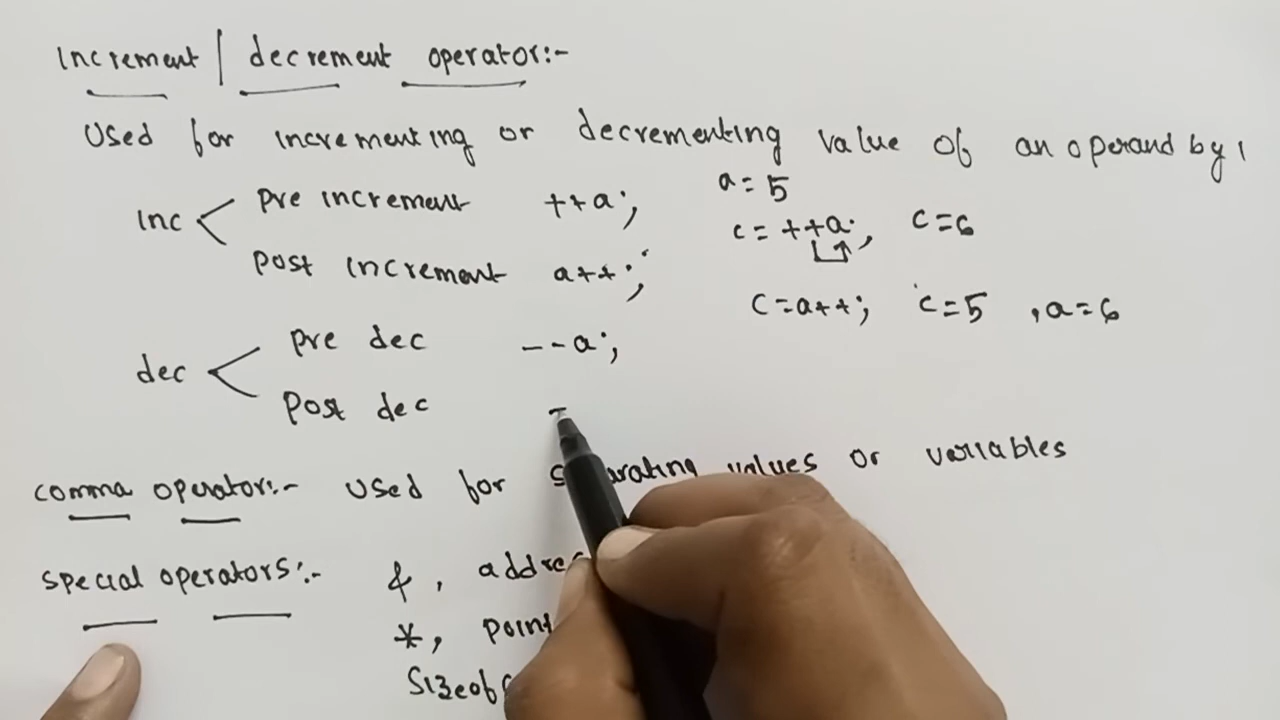 Increment / decrement operator:-
Used for incrementing or decrementing value of an operand by 1
a = 5
inc < pre increment ++a;
c = ++a; c=6
post increment a++;
c=a++; c=5 , a=6
dec < pre dec --a;
post dec
comma operator:- used for separating values or variables
special operators:- &,
*,
sizeof